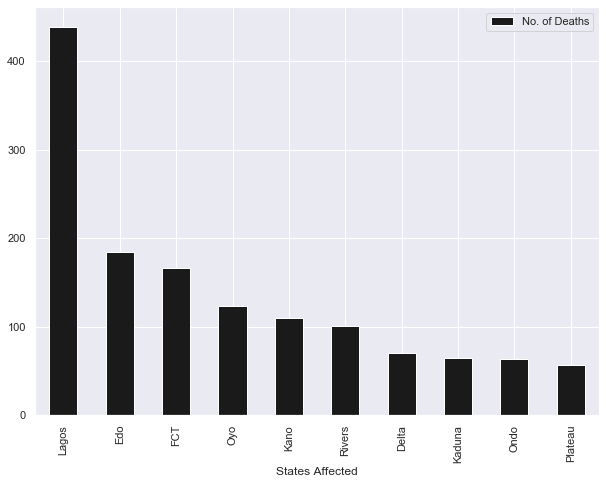 No. of Deaths
400
300
200
100
0
Lagos
Edo
FCT
Oyo
Kano
Rivers
Delta
Kaduna
Ondo
Plateau
States Affected